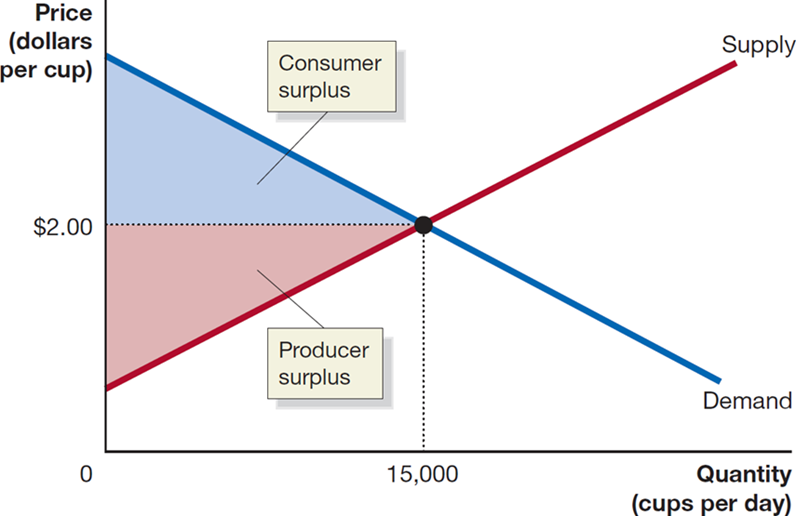 Price
(dollars
per cup)
Supply
Consumer
surplus
$2.00
Producer
surplus
Demand
0
15,000
Quantity
(cups per day)